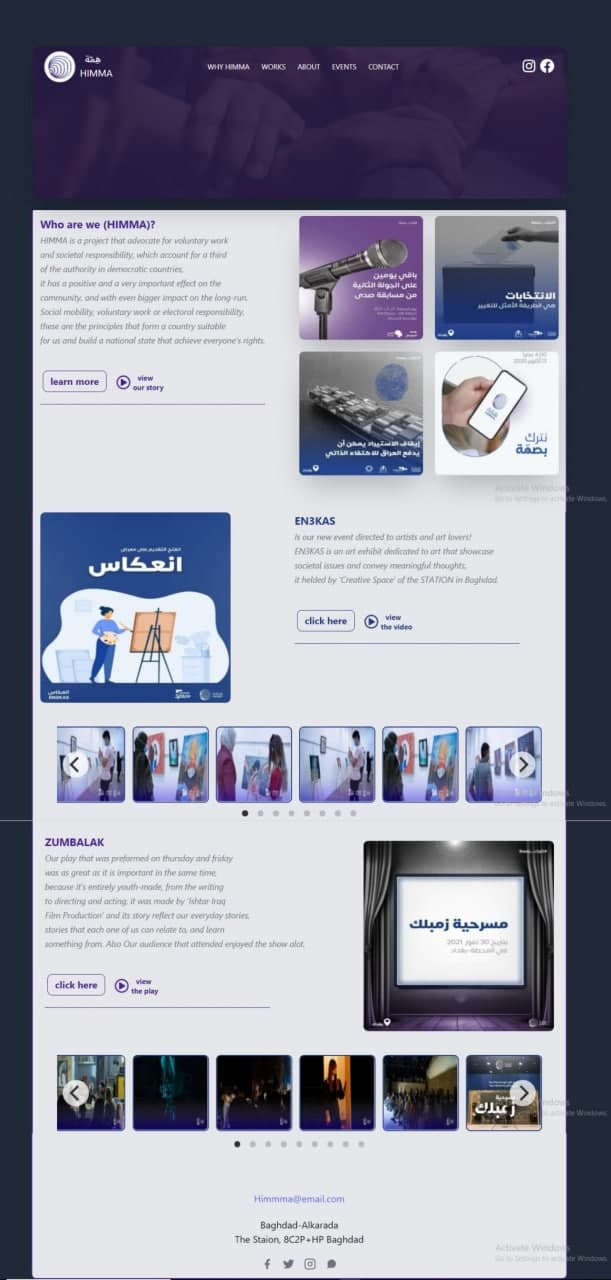 هِمَّة
HIMMA
WHY HIMMA WORKS ABOUT EVENTS CONTACT
Who are we (HIMMA)?
HIMMA is a project that advocate for voluntary work
and societal responsibility, which account for a third
of the authority in democratic countries,
it has a positive and a very important effect on the
community, and with even bigger impact on the long-run.
Social mobility, voluntary work or electoral responsibility,
these are the principles that form a country suitable
for us and build a national state that achieve everyone's rights.
learn more
view
our story
باقي يومين
على الجولة الثانية
من مسابقة صدى
الانتخابات
هي الطريقة الأمثل للتغيير
إيقاف الاستيراد يمكن أن
يدفع العراق للاكتفاء الذاتي
نترك
بصمة
Activate Windows
Go to Settings to activate Windows.
افتتح التقديم على معرض
انعكاس
انعكاس
EN3KAS
EN3KAS
Is our new event directed to artists and art lovers!
EN3KAS is an art exhibit dedicated to art that showcase
societal issues and convey meaningful thoughts,
it helded by 'Creative Space' of the STATION in Baghdad.
click here
view
the video
Go to Settings to activate Windows.
ZUMBALAK
Our play that was preformed on thursday and friday
was as great as it is important in the same time,
because it's entirely youth-made, from the writing
to directing and acting, it was made by 'Ishtar Iraq
Film Production' and its story reflect our everyday stories,
stories that each one of us can relate to, and learn
something from. Also Our audience that attended enjoyed the show alot.
click here
view
the play
مسرحية زمبلك
بتاريخ 30 تموز 2021
في المحطة-بغداد
مسرحية
زمبلك
Himmma@email.com
Baghdad-Alkarada
The Staion, 8C2P+HP Baghdad
Activate Windows
Go to Settings to activate Windows.